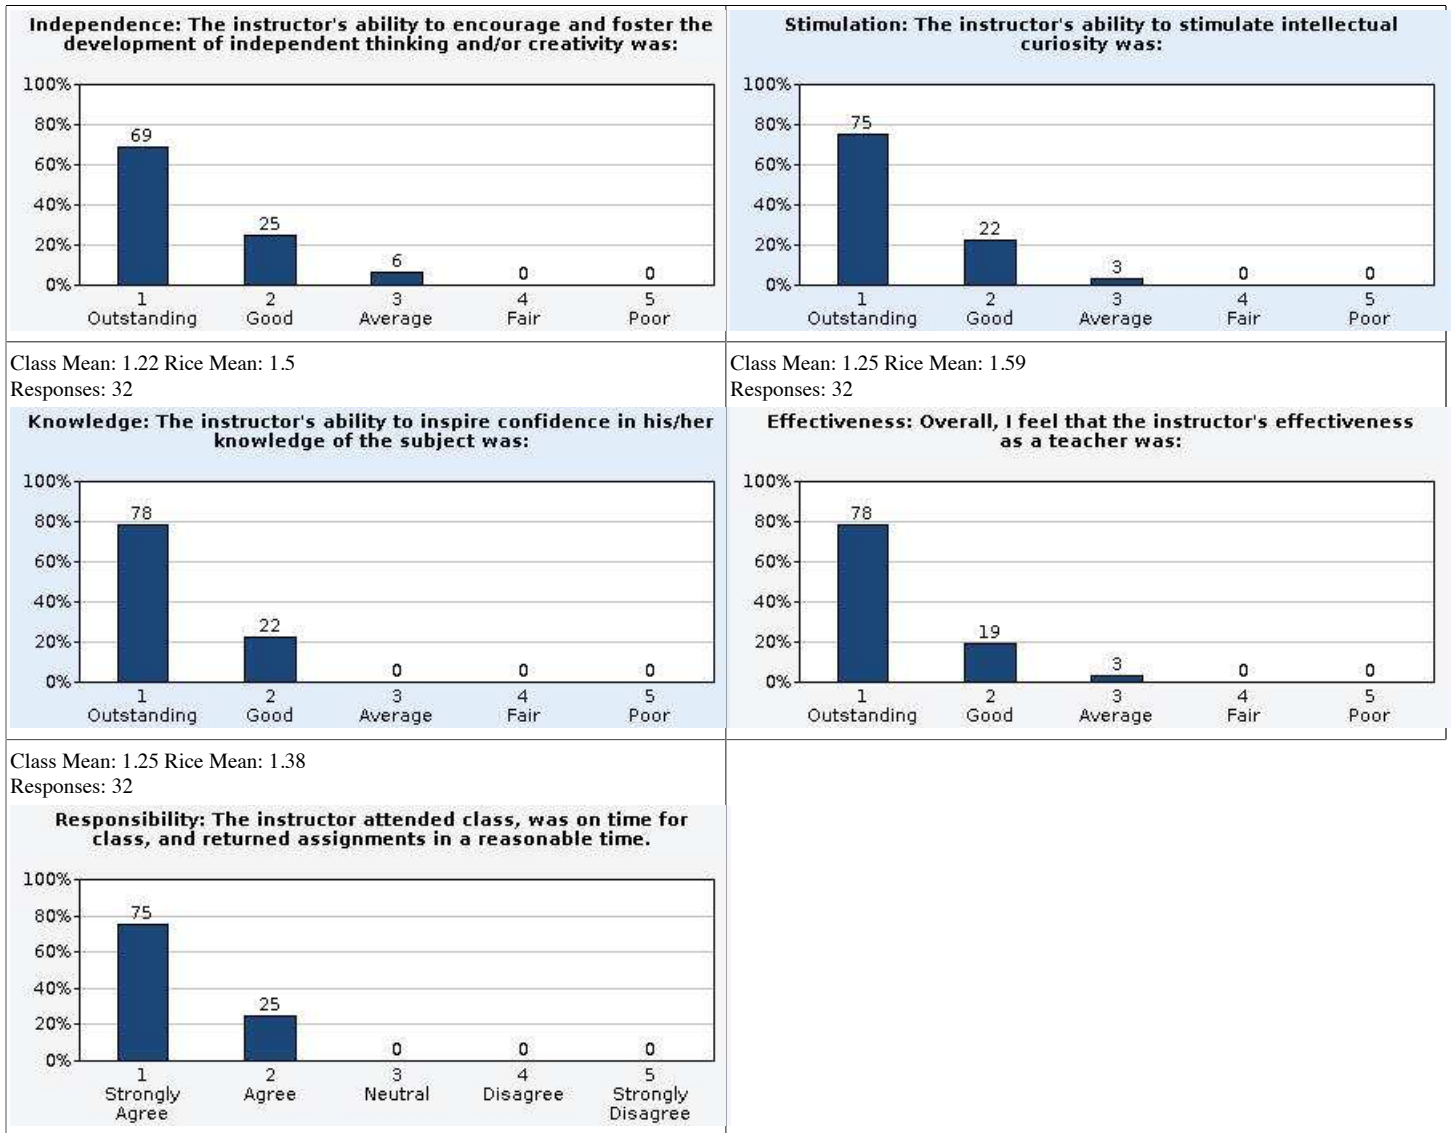 Independence: The instructor's ability to encourage and foster the
development of independent thinking and/or creativity was:
100%
80%
60%
40%
20%
0%
69
25
6
0
0
1
2
3
4
5
Outstanding
Good
Average
Fair
Poor
Stimulation: The instructor's ability to stimulate intellectual
curiosity was:
100%
80%
60%
40%
20%
0%
75
22
3
0
0
1
2
3
4
5
Outstanding
Good
Average
Fair
Poor
Class Mean: 1.22 Rice Mean: 1.5
Responses: 32
Class Mean: 1.25 Rice Mean: 1.59
Responses: 32
Knowledge: The instructor's ability to inspire confidence in his/her
knowledge of the subject was:
100%
80%
60%
40%
20%
0%
78
22
0
0
0
1
2
3
4
5
Outstanding
Good
Average
Fair
Poor
Effectiveness: Overall, I feel that the instructor's effectiveness
as a teacher was:
100%
80%
60%
40%
20%
0%
78
19
3
0
0
1
2
3
4
5
Outstanding
Good
Average
Fair
Poor
Class Mean: 1.25 Rice Mean: 1.38
Responses: 32
Responsibility: The instructor attended class, was on time for
class, and returned assignments in a reasonable time.
100%
80%
60%
40%
20%
0%
75
25
0
0
0
1
2
3
4
5
Strongly
Agree
Agree
Neutral
Disagree
Strongly
Disagree